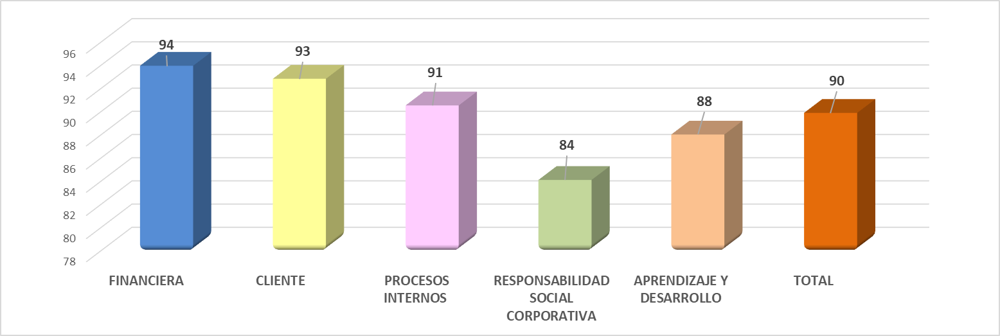 94
93
91
84
88
90
96
94
92
90
88
86
84
82
80
78
FINANCIERA
CLIENTE
PROCESOS
INTERNOS
RESPONSABILIDAD
SOCIAL
CORPORATIVA
APRENDIZAJE Y
DESARROLLO
TOTAL